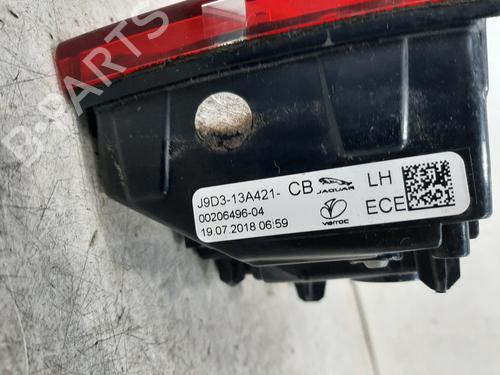 B-PARTS
J9D3-13A421- CB JAGUAR LH
00206496-04
19.07.2018 06:59 varroc ECE